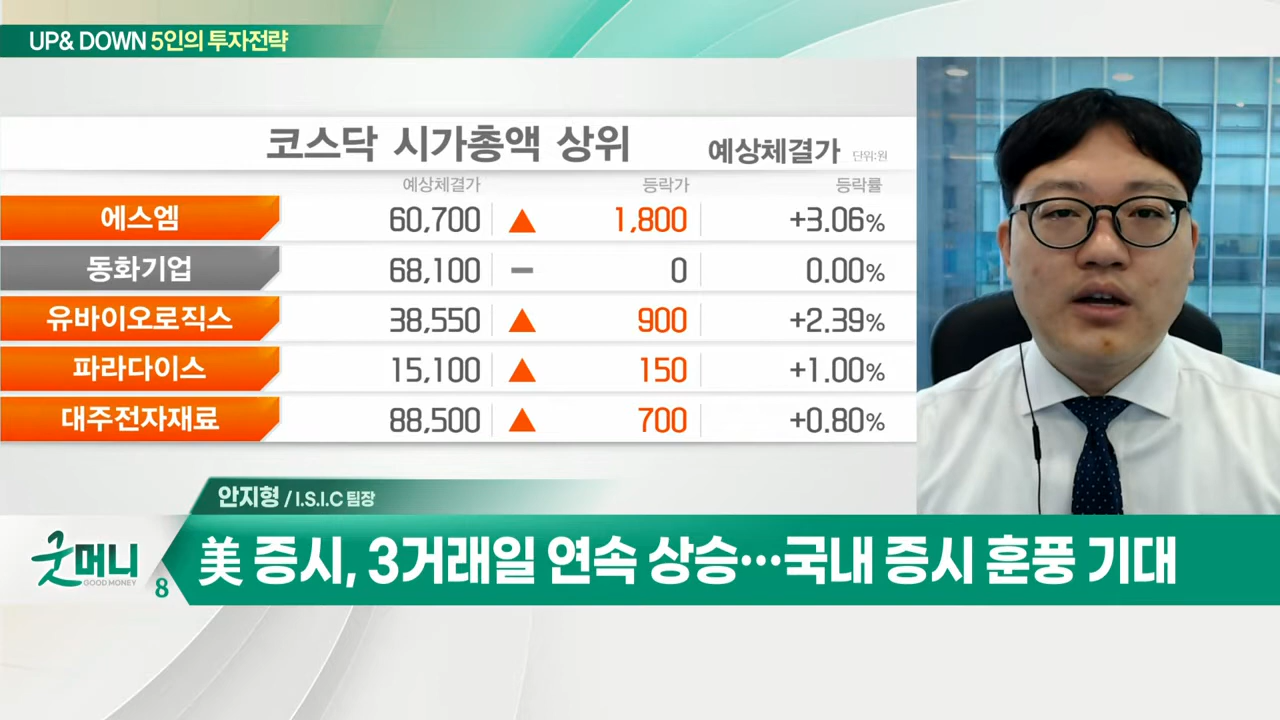 UP& DOWN 5인의 투자전략
코스닥 시가총액 상위 예상체결가 단위:원
예상체결가 등락가 등락률
에스엠 60,700 ▲ 1,800 +3.06%
동화기업 68,100 － 0 0.00%
유바이오로직스 38,550 ▲ 900 +2.39%
파라다이스 15,100 ▲ 150 +1.00%
대주전자재료 88,500 ▲ 700 +0.80%
안지형 / I.S.I.C 팀장
굿머니
GOOD MONEY
8
美 증시, 3거래일 연속 상승…국내 증시 훈풍 기대